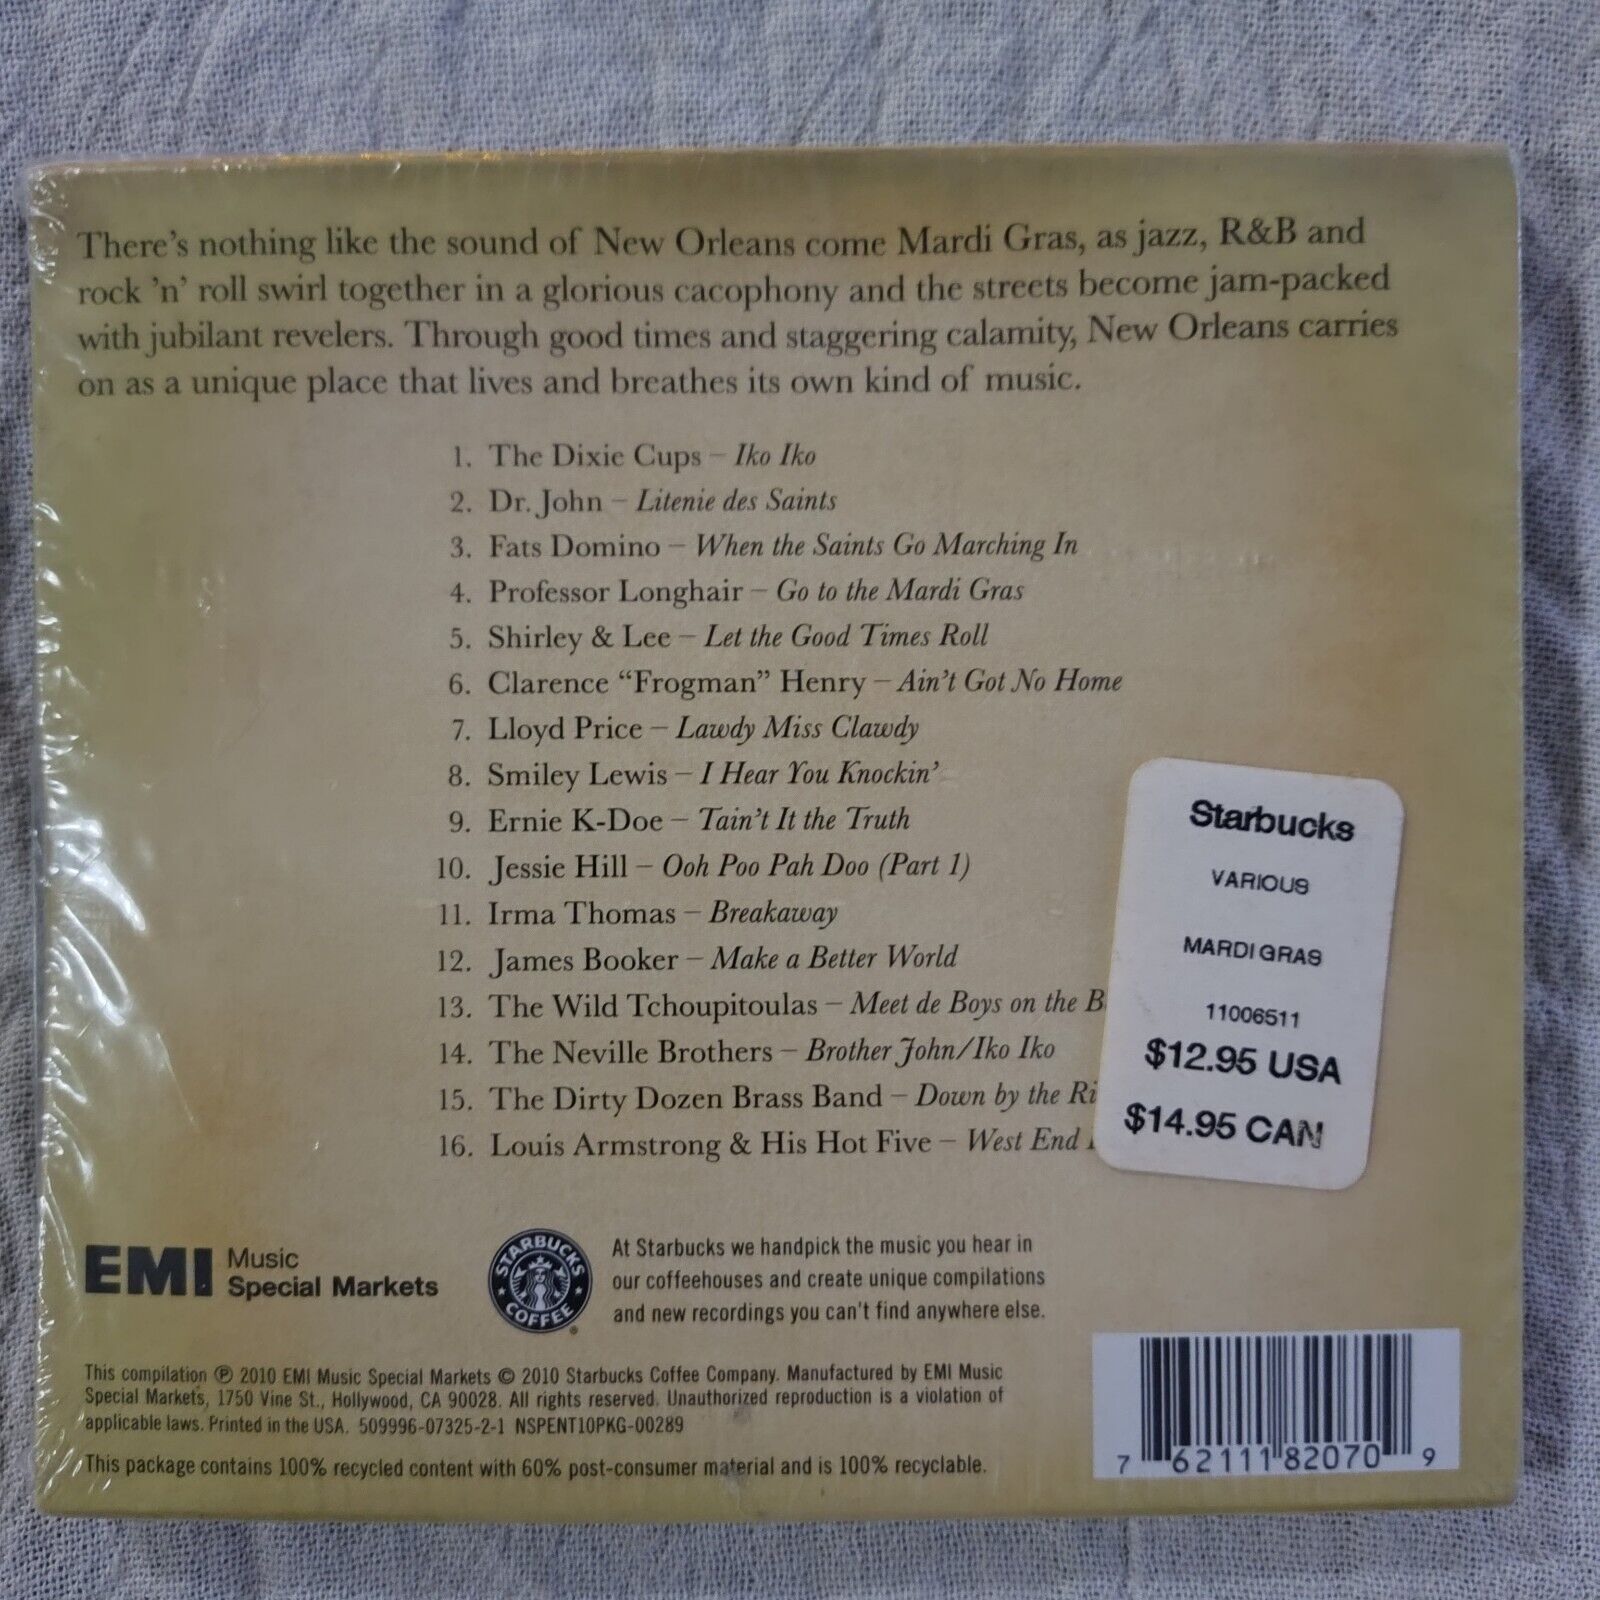 There's nothing like the sound of New Orleans come Mardi Gras, as jazz, R&B and
rock 'n' roll swirl together in a glorious cacophony and the streets become jam-packed
with jubilant revelers. Through good times and staggering calamity, New Orleans carries
on as a unique place that lives and breathes its own kind of music.
1. The Dixie Cups – Iko Iko
2. Dr. John – Litenie des Saints
3. Fats Domino – When the Saints Go Marching In
4. Professor Longhair – Go to the Mardi Gras
5. Shirley & Lee – Let the Good Times Roll
6. Clarence “Frogman” Henry – Ain't Got No Home
7. Lloyd Price – Lawdy Miss Clawdy
8. Smiley Lewis – I Hear You Knockin'
9. Ernie K-Doe – Tain't It the Truth
10. Jessie Hill – Ooh Poo Pah Doo (Part 1)
11. Irma Thomas – Breakaway
12. James Booker – Make a Better World
13. The Wild Tchoupitoulas – Meet de Boys on the
14. The Neville Brothers – Brother John/Iko Iko
15. The Dirty Dozen Brass Band – Down by the
16. Louis Armstrong & His Hot Five – West End
Starbucks
VARIOUS
MARDI GRAS
11006511
$12.95 USA
$14.95 CAN
EMI Music
Special Markets
STARBUCKS COFFEE ®
At Starbucks we handpick the music you hear in
our coffeehouses and create unique compilations
and new recordings you can't find anywhere else.
This compilation ℗ 2010 EMI Music Special Markets © 2010 Starbucks Coffee Company. Manufactured by EMI Music
Special Markets, 1750 Vine St., Hollywood, CA 90028. All rights reserved. Unauthorized reproduction is a violation of
applicable laws. Printed in the USA. 509996-07325-2-1 NSPENT10PKG-00289
This package contains 100% recycled content with 60% post-consumer material and is 100% recyclable.
7 62111 82070 9